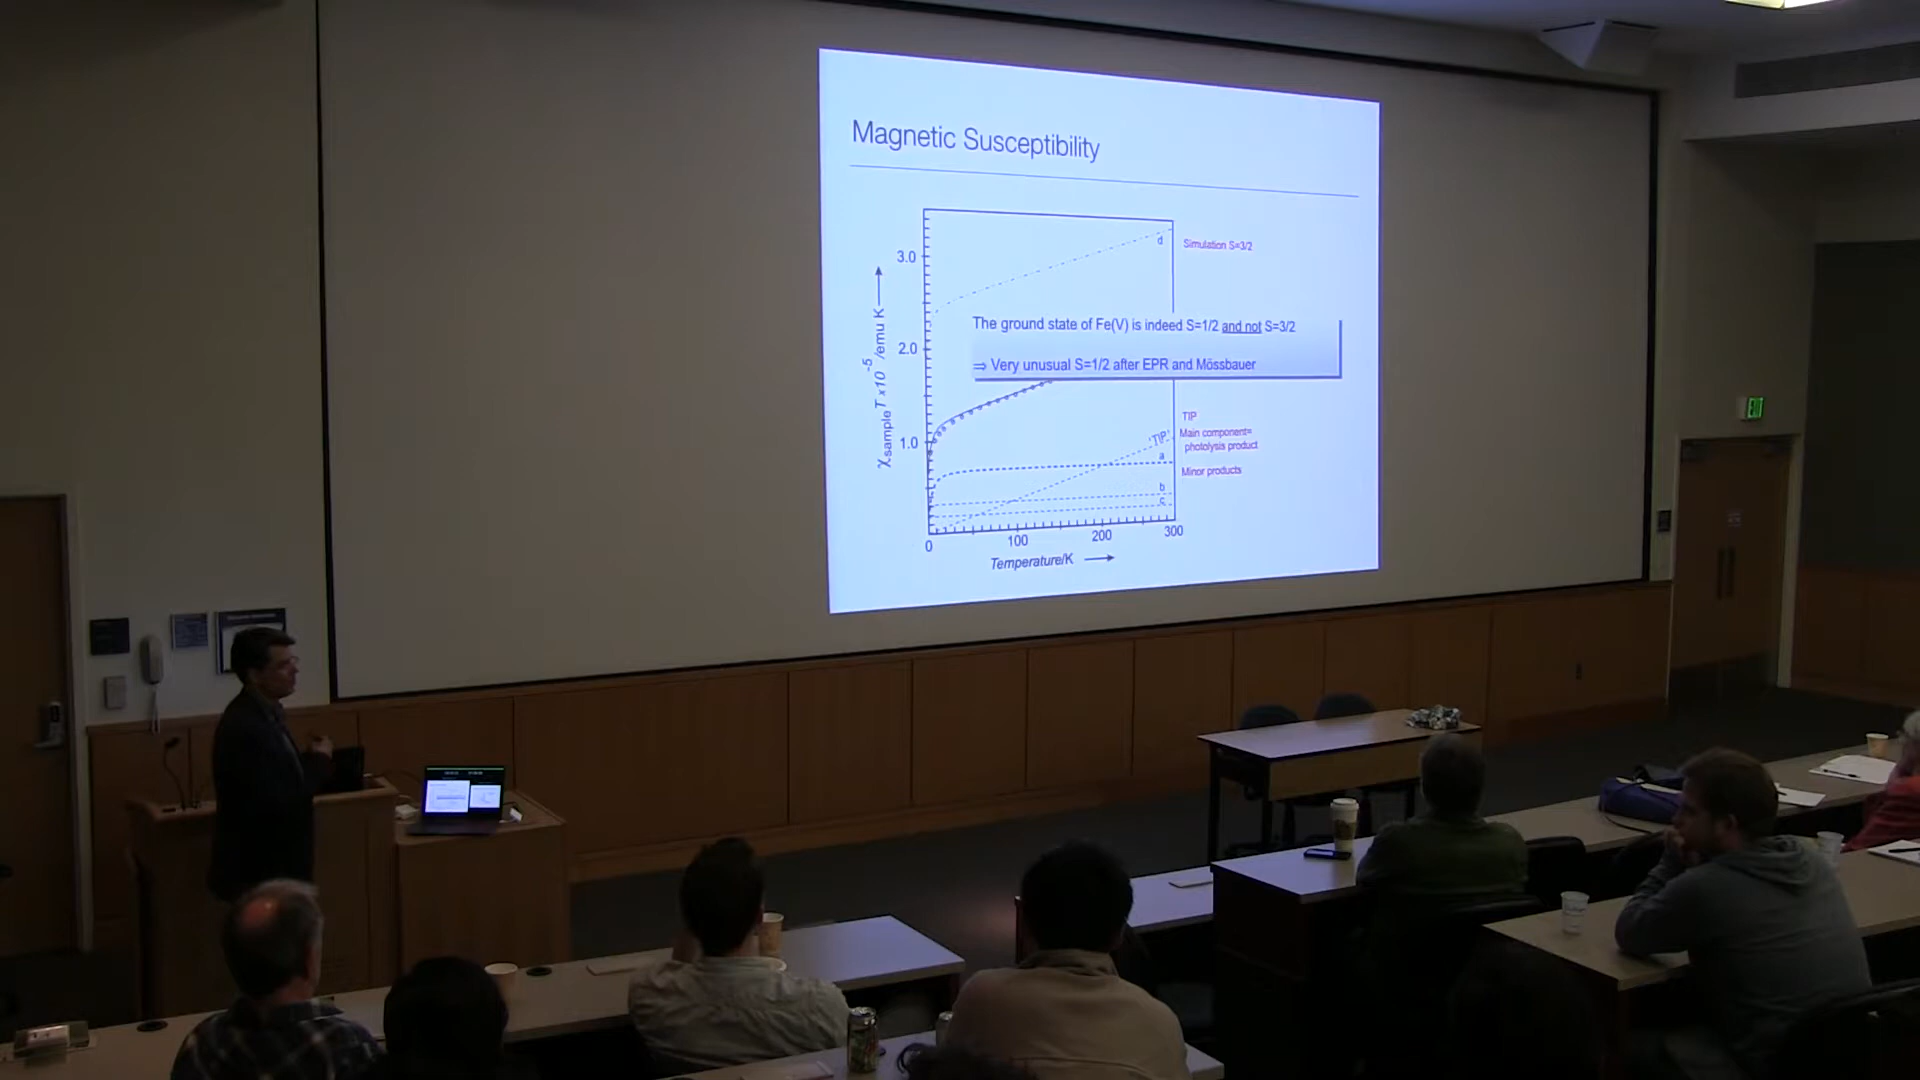 Magnetic Susceptibility
3.0
2.0
1.0
χsample T x10-5/emu K
d
Simulation S=3/2
The ground state of Fe(V) is indeed S=1/2 and not S=3/2
⇒ Very unusual S=1/2 after EPR and Mössbauer
TIP
'TIP'
Main component=
photolysis product
a
Minor products
b
c
0
100
200
300
Temperature/K